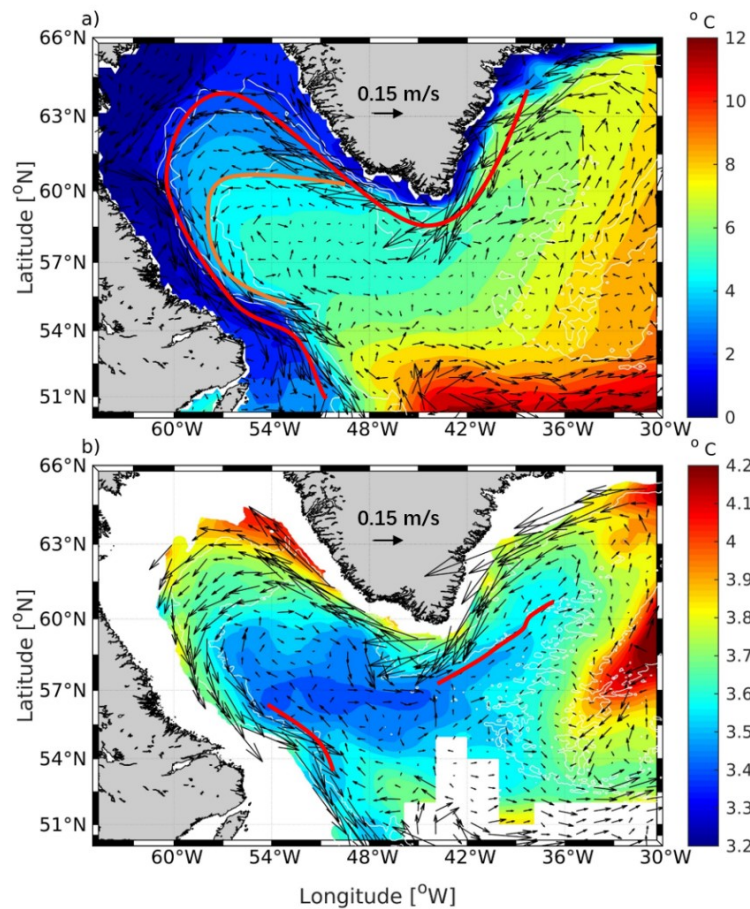 a)
° C
66°N
63°N
60°N
57°N
54°N
51°N
Latitude [°N]
0.15 m/s
60°W 54°W 48°W 42°W 36°W 30°W
12
10
8
6
4
2
0
b)
° C
66°N
63°N
60°N
57°N
54°N
51°N
Latitude [°N]
0.15 m/s
60°W 54°W 48°W 42°W 36°W 30°W
4.2
4.1
4
3.9
3.8
3.7
3.6
3.5
3.4
3.3
3.2
Longitude [°W]